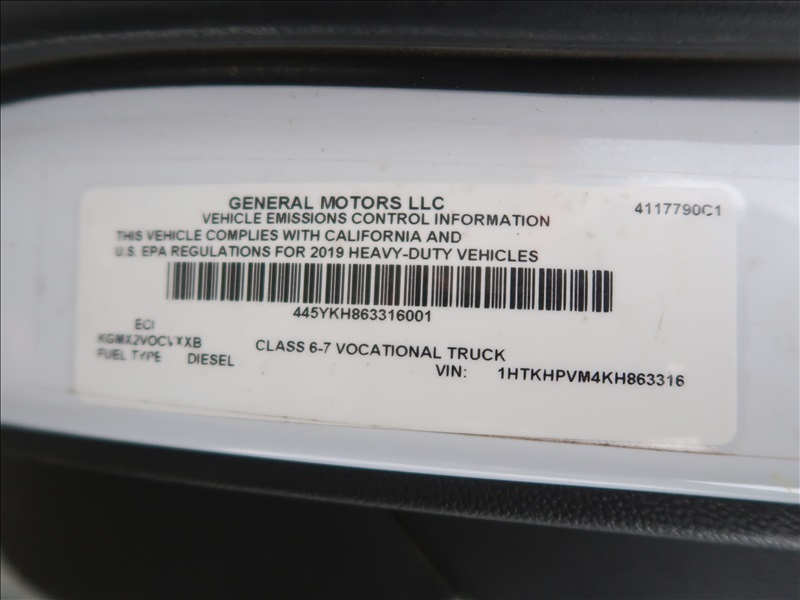 GENERAL MOTORS LLC
4117790C1
VEHICLE EMISSIONS CONTROL INFORMATION
THIS VEHICLE COMPLIES WITH CALIFORNIA AND
U.S. EPA REGULATIONS FOR 2019 HEAVY-DUTY VEHICLES
445YKH863316001
ECI
FUEL TYPE DIESEL
CLASS 6-7 VOCATIONAL TRUCK
VIN: 1HTKHPVM4KH863316